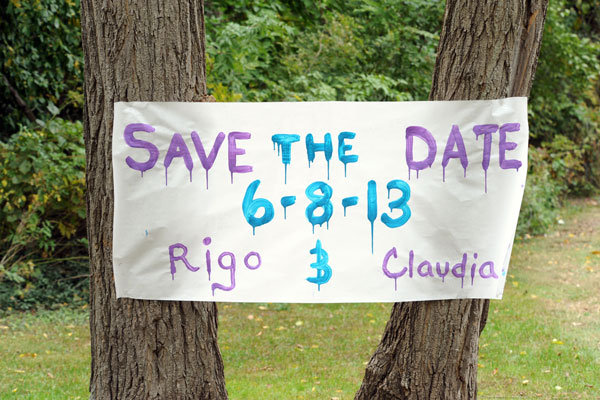 SAVE THE DATE
6-8-13
Rigo & Claudia